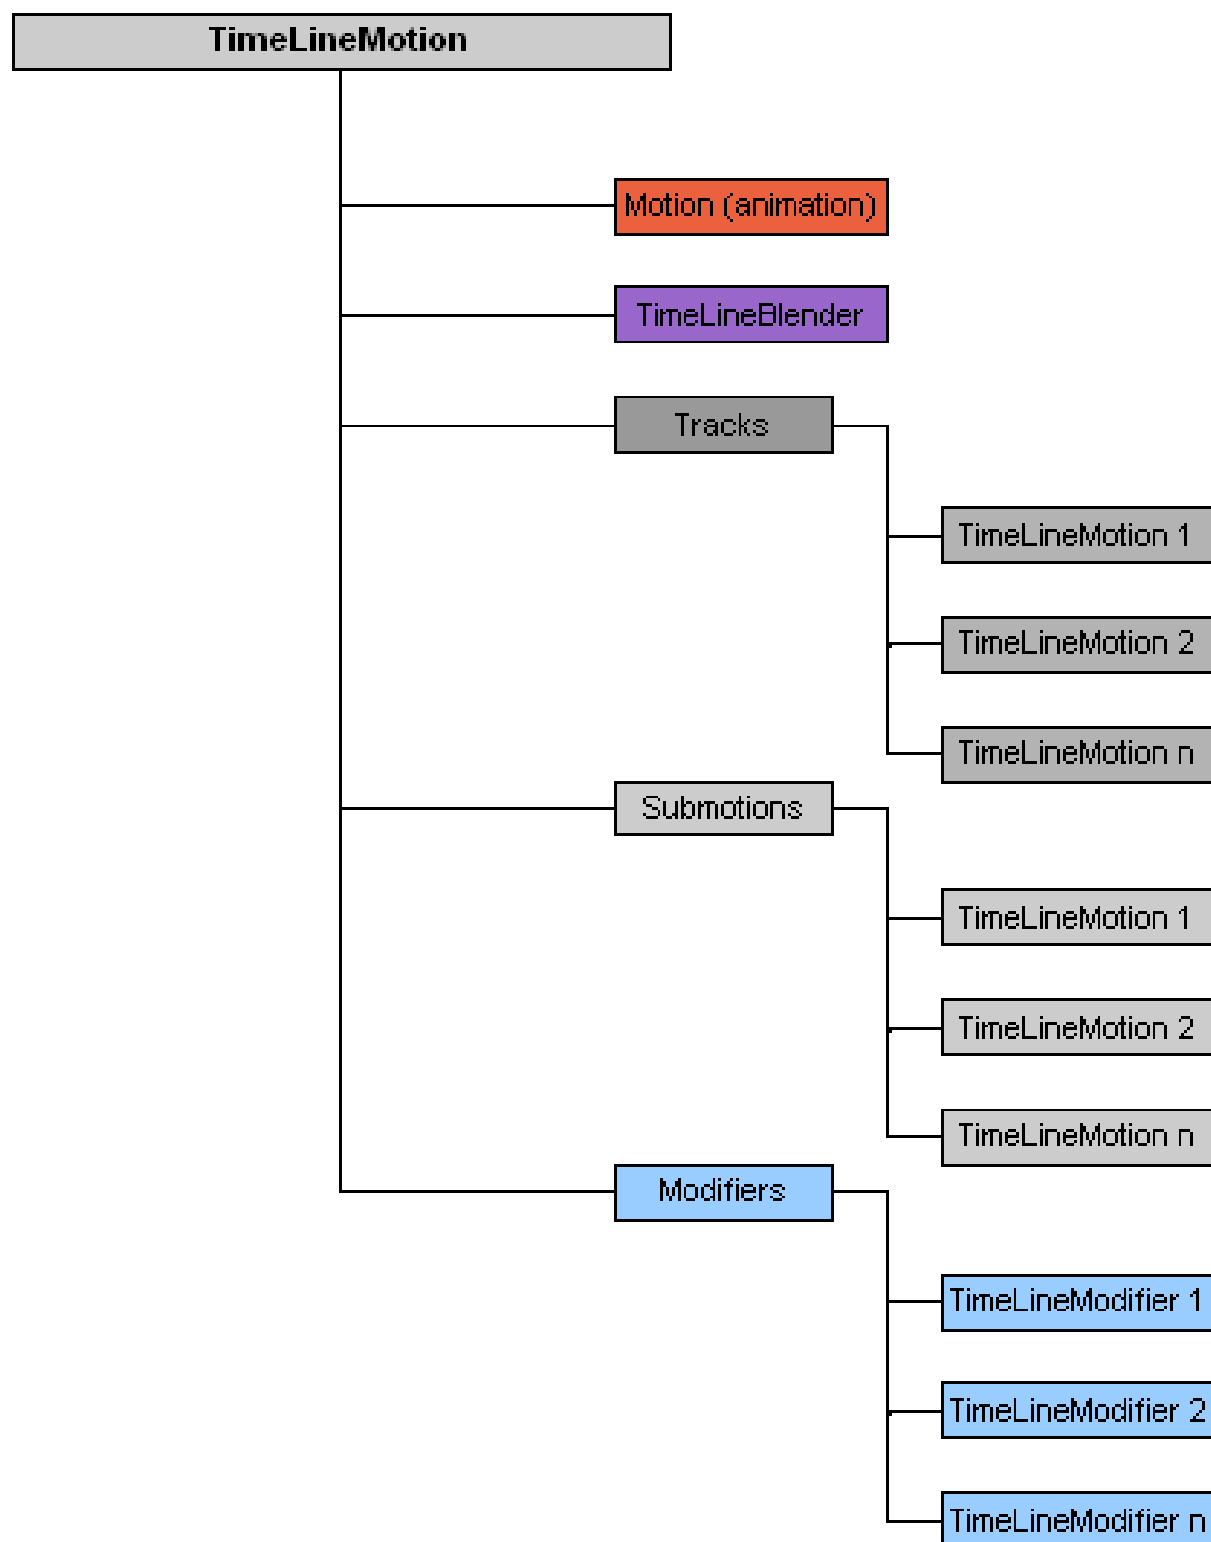 TimeLineMotion
Motion (animation)
TimeLineBlender
Tracks
TimeLineMotion 1
TimeLineMotion 2
TimeLineMotion n
Submotions
TimeLineMotion 1
TimeLineMotion 2
TimeLineMotion n
Modifiers
TimeLineModifier 1
TimeLineModifier 2
TimeLineModifier n